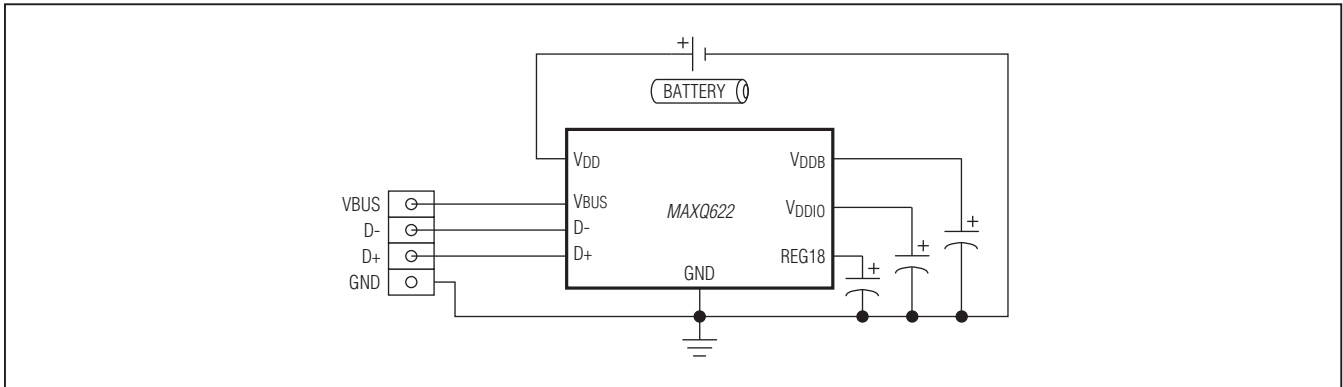 +
BATTERY
VDD
VBUS
D-
D+
MAXQ622
GND
VDDB
VDDIO
REG18
+
+
+
VBUS
D-
D+
GND